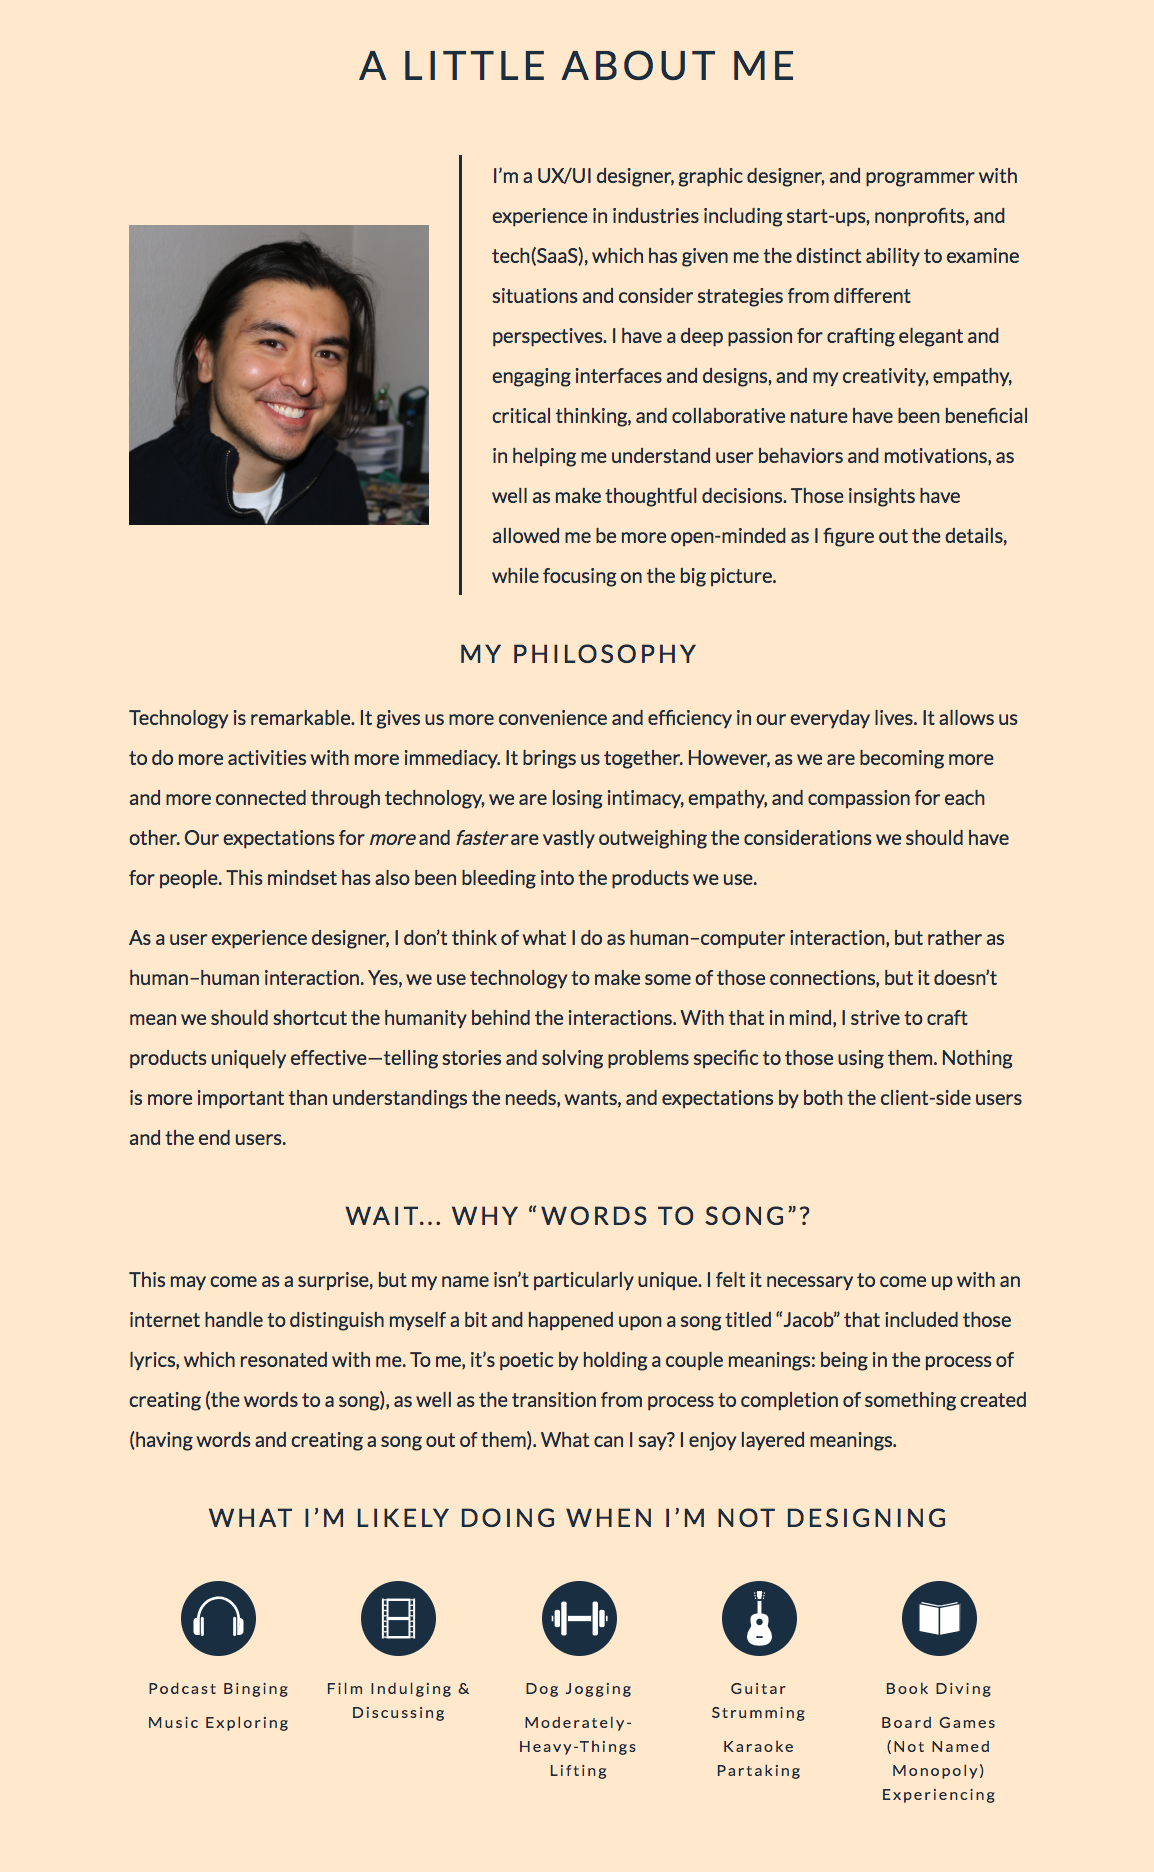 A LITTLE ABOUT ME
I’m a UX/UI designer, graphic designer, and programmer with
experience in industries including start-ups, nonprofits, and
tech(SaaS), which has given me the distinct ability to examine
situations and consider strategies from different
perspectives. I have a deep passion for crafting elegant and
engaging interfaces and designs, and my creativity, empathy,
critical thinking, and collaborative nature have been beneficial
in helping me understand user behaviors and motivations, as
well as make thoughtful decisions. Those insights have
allowed me be more open-minded as I figure out the details,
while focusing on the big picture.
MY PHILOSOPHY
Technology is remarkable. It gives us more convenience and efficiency in our everyday lives. It allows us
to do more activities with more immediacy. It brings us together. However, as we are becoming more
and more connected through technology, we are losing intimacy, empathy, and compassion for each
other. Our expectations for more and faster are vastly outweighing the considerations we should have
for people. This mindset has also been bleeding into the products we use.
As a user experience designer, I don’t think of what I do as human–computer interaction, but rather as
human–human interaction. Yes, we use technology to make some of those connections, but it doesn’t
mean we should shortcut the humanity behind the interactions. With that in mind, I strive to craft
products uniquely effective—telling stories and solving problems specific to those using them. Nothing
is more important than understandings the needs, wants, and expectations by both the client-side users
and the end users.
WAIT... WHY “WORDS TO SONG”?
This may come as a surprise, but my name isn’t particularly unique. I felt it necessary to come up with an
internet handle to distinguish myself a bit and happened upon a song titled “Jacob” that included those
lyrics, which resonated with me. To me, it’s poetic by holding a couple meanings: being in the process of
creating (the words to a song), as well as the transition from process to completion of something created
(having words and creating a song out of them). What can I say? I enjoy layered meanings.
WHAT I’M LIKELY DOING WHEN I’M NOT DESIGNING
Podcast Binging
Music Exploring
Film Indulging &
Discussing
Dog Jogging
Moderately-
Heavy-Things
Lifting
Guitar
Strumming
Karaoke
Partaking
Book Diving
Board Games
(Not Named
Monopoly)
Experiencing